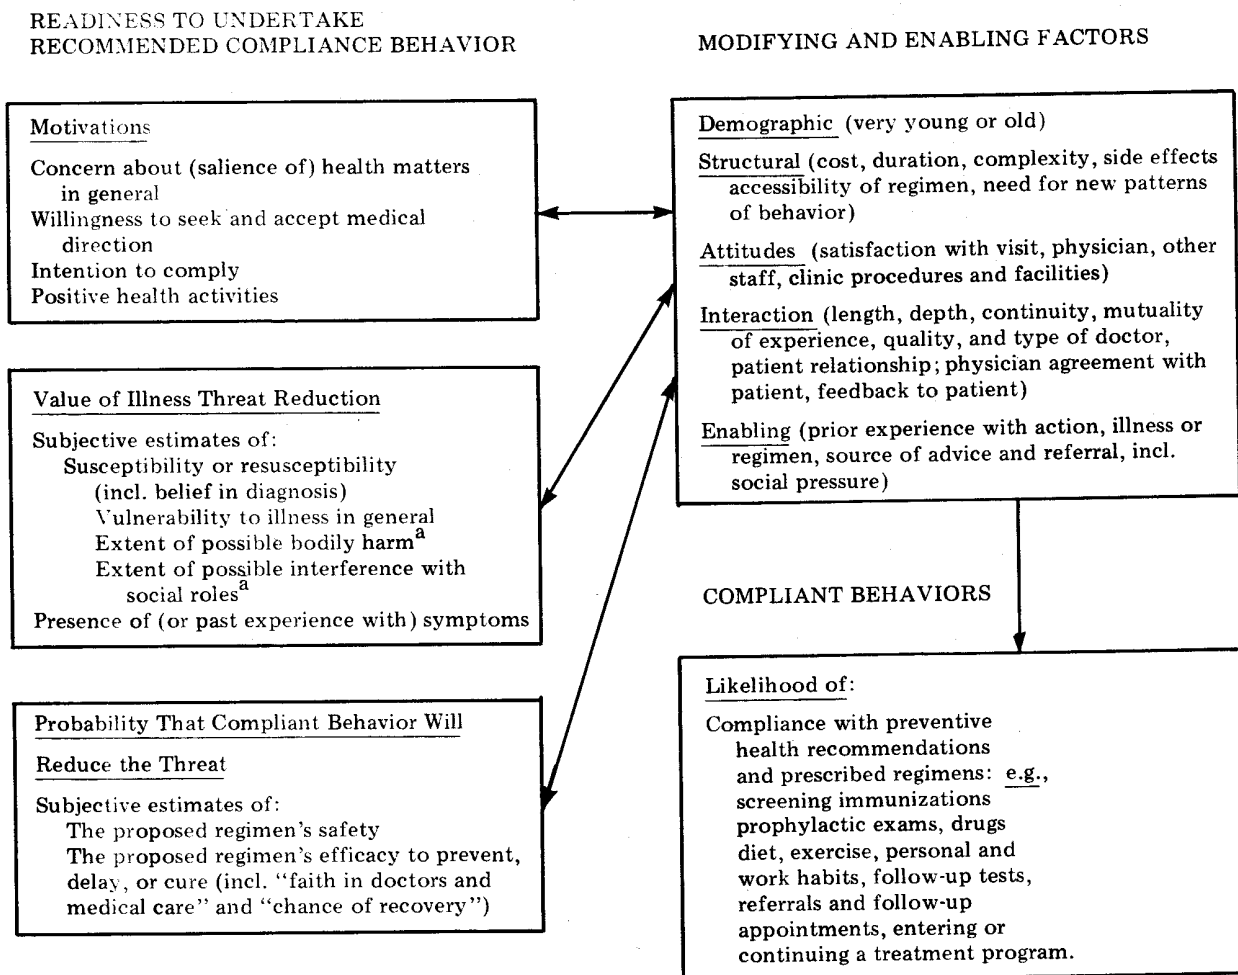 READINESS TO UNDERTAKE
RECOMMENDED COMPLIANCE BEHAVIOR
Motivations
Concern about (salience of) health matters
in general
Willingness to seek and accept medical
direction
Intention to comply
Positive health activities
Value of Illness Threat Reduction
Subjective estimates of:
Susceptibility or resusceptibility
(incl. belief in diagnosis)
Vulnerability to illness in general
Extent of possible bodily harm^a
Extent of possible interference with
social roles^a
Presence of (or past experience with) symptoms
Probability That Compliant Behavior Will
Reduce the Threat
Subjective estimates of:
The proposed regimen's safety
The proposed regimen's efficacy to prevent,
delay, or cure (incl. “faith in doctors and
medical care” and “chance of recovery”)
MODIFYING AND ENABLING FACTORS
Demographic (very young or old)
Structural (cost, duration, complexity, side effects
accessibility of regimen, need for new patterns
of behavior)
Attitudes (satisfaction with visit, physician, other
staff, clinic procedures and facilities)
Interaction (length, depth, continuity, mutuality
of experience, quality, and type of doctor,
patient relationship; physician agreement with
patient, feedback to patient)
Enabling (prior experience with action, illness or
regimen, source of advice and referral, incl.
social pressure)
COMPLIANT BEHAVIORS
Likelihood of:
Compliance with preventive
health recommendations
and prescribed regimens: e.g.,
screening immunizations
prophylactic exams, drugs
diet, exercise, personal and
work habits, follow-up tests,
referrals and follow-up
appointments, entering or
continuing a treatment program.